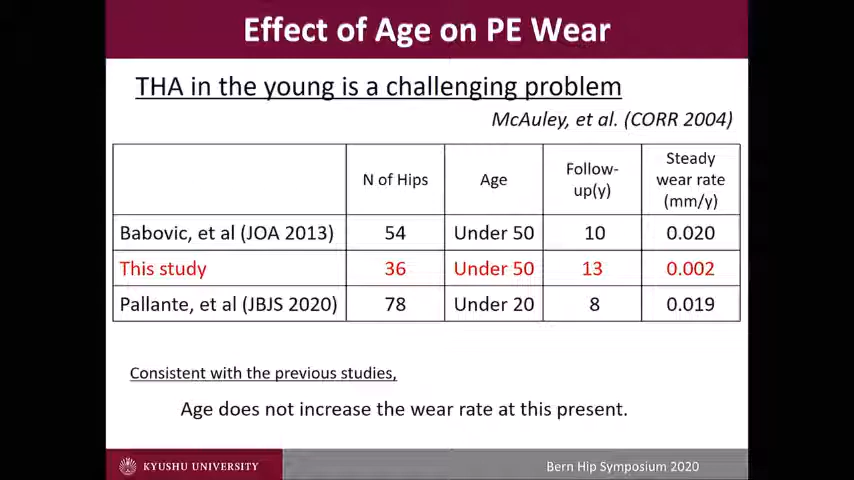 Effect of Age on PE Wear
THA in the young is a challenging problem
McAuley, et al. (CORR 2004)
N of Hips
Age
Follow-
up(y)
Steady
wear rate
(mm/y)
Babovic, et al (JOA 2013) 54 Under 50 10 0.020
This study 36 Under 50 13 0.002
Pallante, et al (JBJS 2020) 78 Under 20 8 0.019
Consistent with the previous studies,
Age does not increase the wear rate at this present.
KYUSHU UNIVERSITY
Bern Hip Symposium 2020